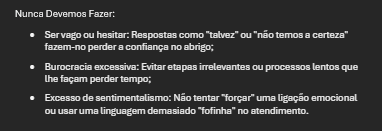 Nunca Devemos Fazer:
• Ser vago ou hesitar: Respostas como "talvez" ou "não temos a certeza"
fazem-no perder a confiança no abrigo;
• Burocracia excessiva: Evitar etapas irrelevantes ou processos lentos que
lhe façam perder tempo;
• Excesso de sentimentalismo: Não tentar "forçar" uma ligação emocional
ou usar uma linguagem demasiado "fofinha" no atendimento.